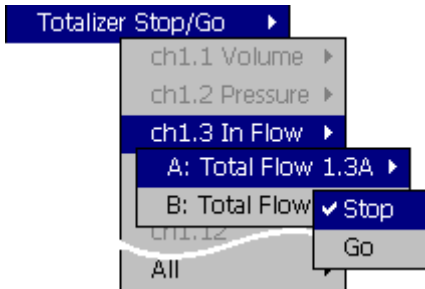 Totalizer Stop/Go
ch1.1 Volume
ch1.2 Pressure
ch1.3 In Flow
A: Total Flow 1.3A
B: Total Flow
Stop
ch1.12
Go
All